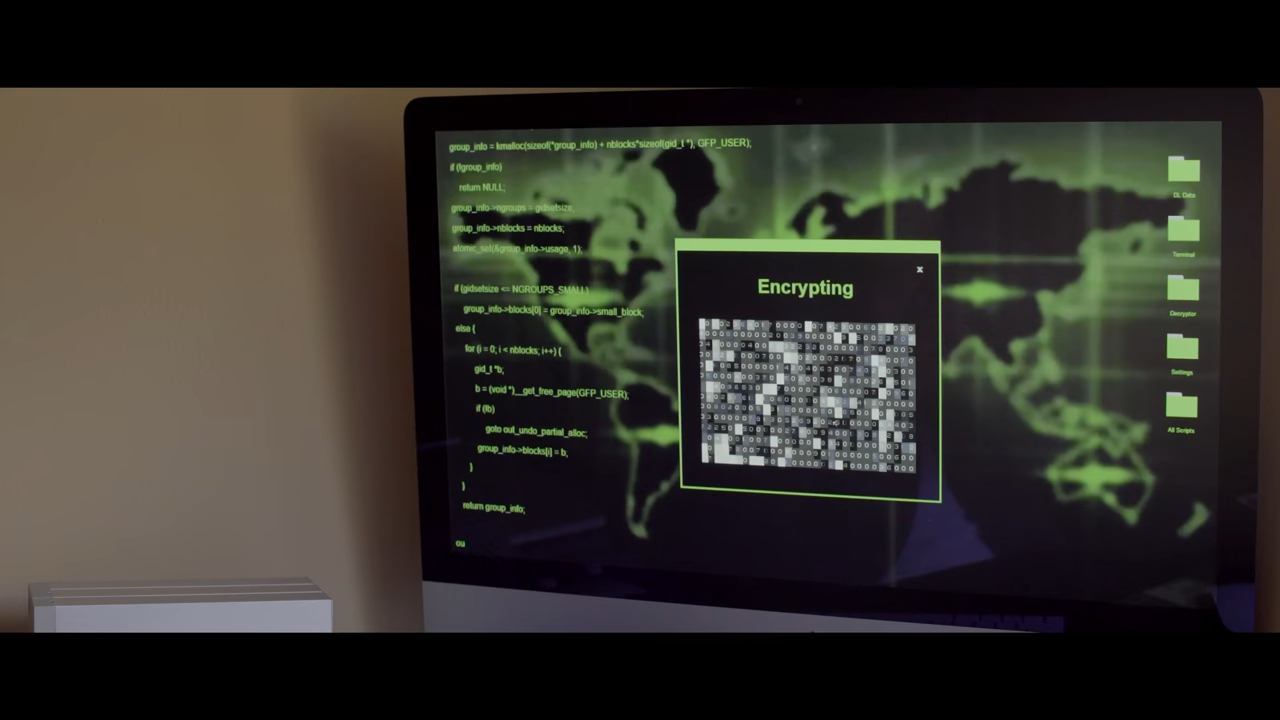 group_info = kmalloc(sizeof(*group_info) + nblocks*sizeof(gid_t *), GFP_USER);
if (!group_info)
return NULL;
group_info->ngroups = gidsetsize;
group_info->nblocks = nblocks;
atomic_set(&group_info->usage, 1);
if (gidsetsize <= NGROUPS_SMALL)
group_info->blocks[0] = group_info->small_block;
else {
for (i = 0; i < nblocks; i++) {
gid_t *b;
b = (void *)__get_free_page(GFP_USER);
if (!b)
goto out_undo_partial_alloc;
group_info->blocks[i] = b;
}
}
return group_info;
ou
x
Encrypting
DL Data
Terminal
Decryptor
Settings
All Scripts